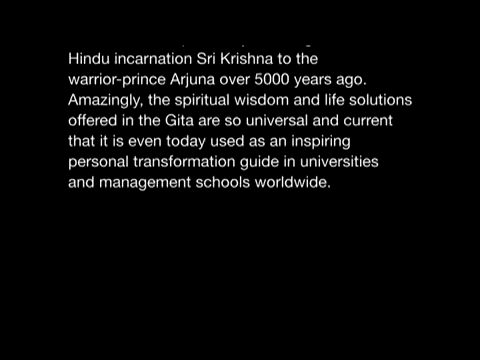 Hindu incarnation Sri Krishna to the
warrior-prince Arjuna over 5000 years ago.
Amazingly, the spiritual wisdom and life solutions
offered in the Gita are so universal and current
that it is even today used as an inspiring
personal transformation guide in universities
and management schools worldwide.